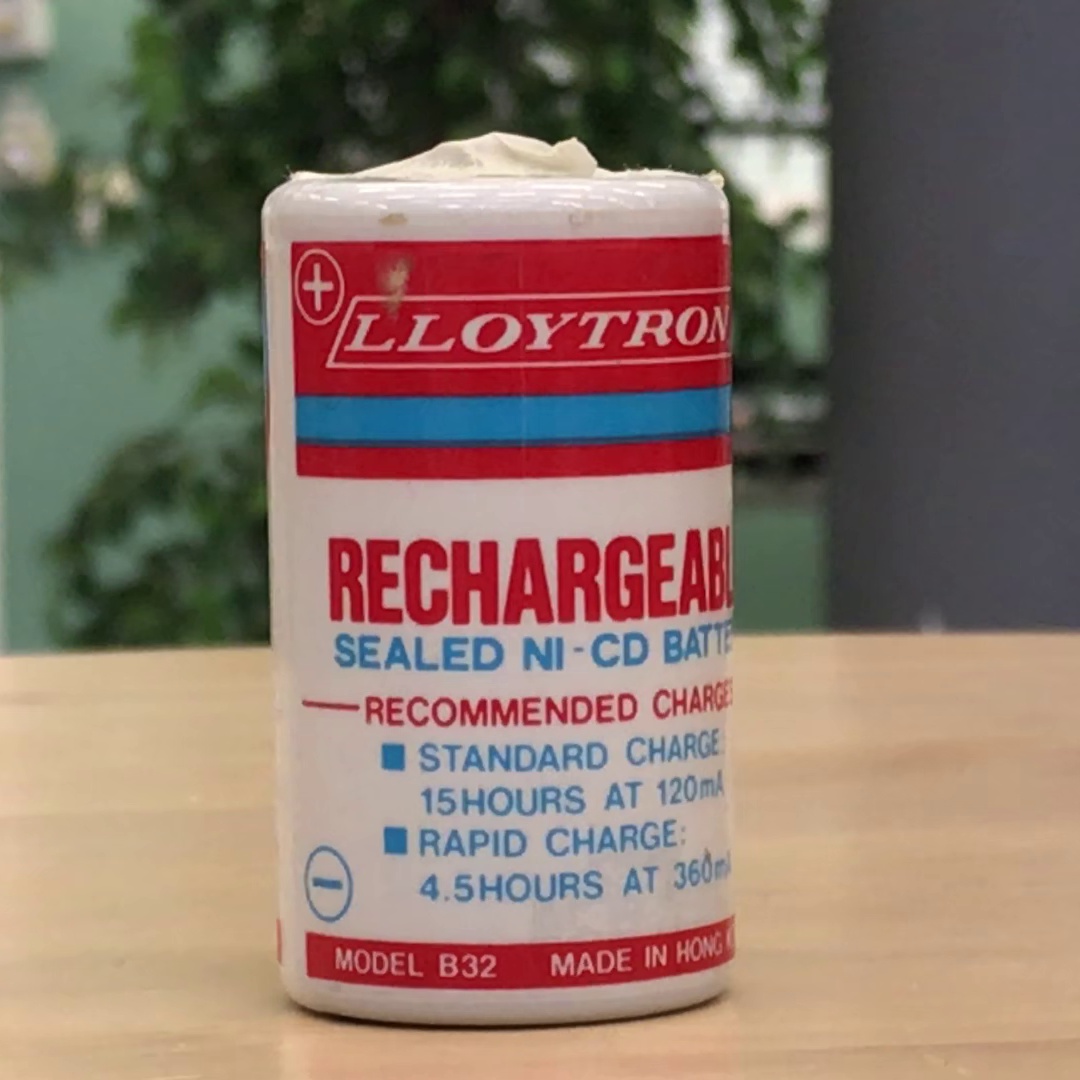 +
LLOYTRON
RECHARGEABL
SEALED NI-CD BATTE
RECOMMENDED CHARGES
■ STANDARD CHARGE:
15HOURS AT 120mA
■ RAPID CHARGE:
4.5HOURS AT 360mA
−
MODEL B32 MADE IN HONG K